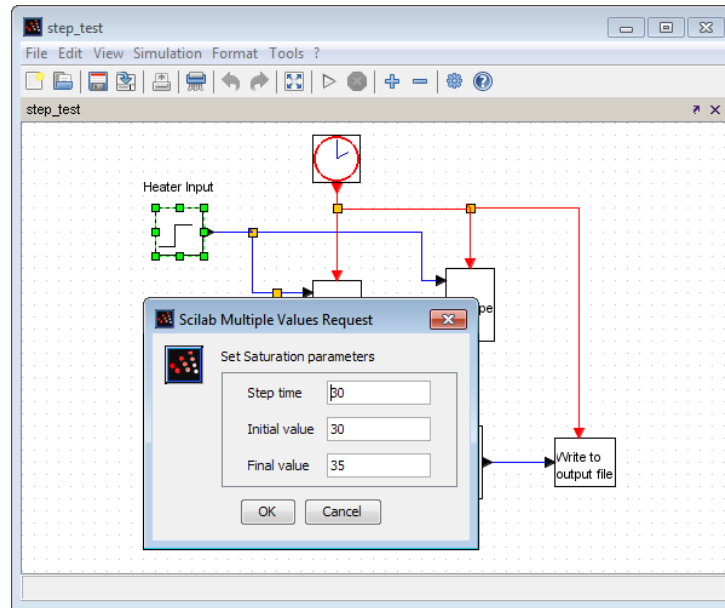 step_test
File Edit View Simulation Format Tools ?
step_test
Heater Input
pe
Scilab Multiple Values Request
Set Saturation parameters
Step time 30
Initial value 30
Final value 35
OK Cancel
Write to
output file